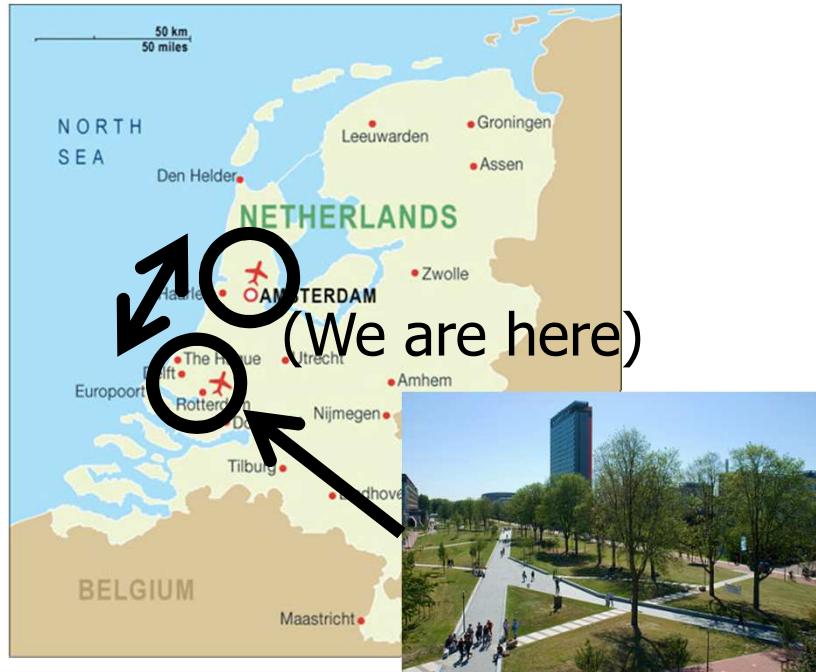 50 km
50 miles
NORTH
SEA
Leeuwarden
Groningen
Assen
Den Helder
NETHERLANDS
Zwolle
AMSTERDAM
(We are here)
The Hague
Utrecht
Delft
Europoort
Rotterdam
Arnhem
Nijmegen
Tilburg
BELGIUM
Maastricht